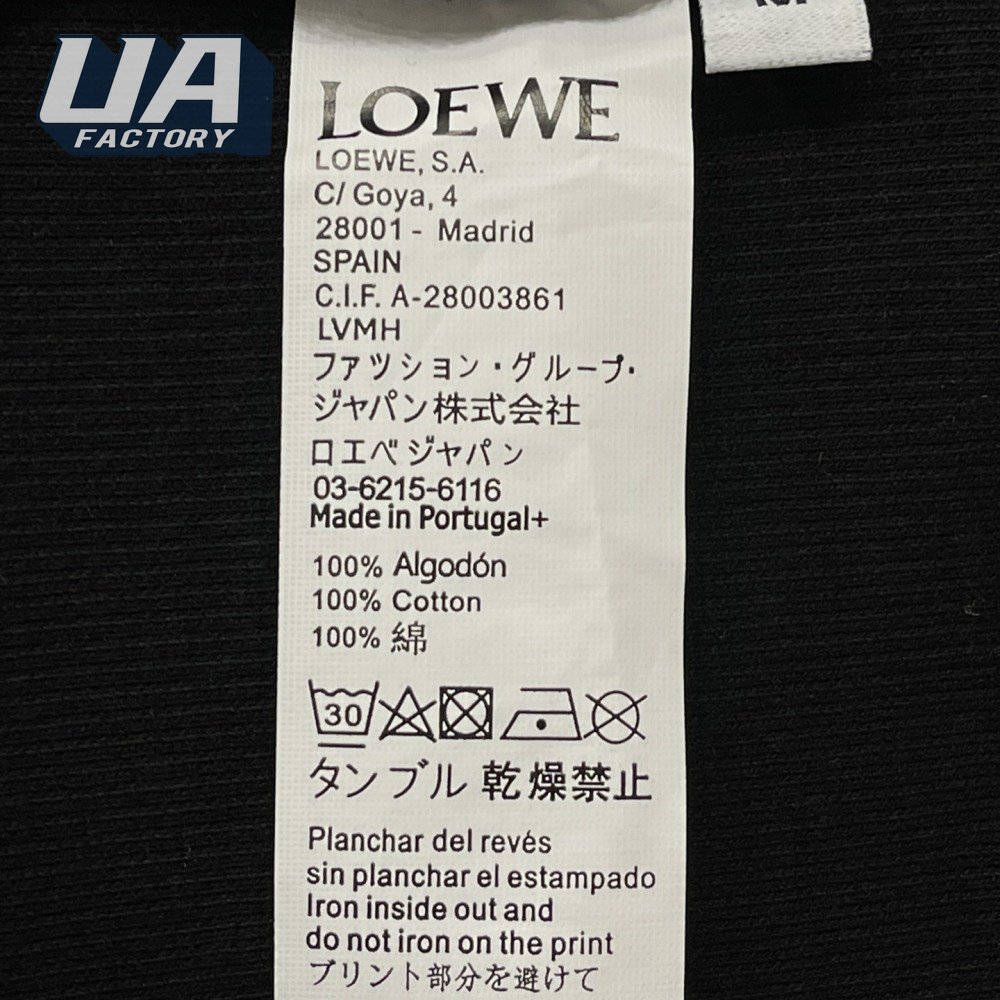 UA
FACTORY
LOEWE
LOEWE, S.A.
C/ Goya, 4
28001 - Madrid
SPAIN
C.I.F. A-28003861
LVMH
ファツション・グループ・
ジャパン株式会社
ロエベジャパン
03-6215-6116
Made in Portugal+
100% Algodón
100% Cotton
100% 綿
30
タンブル 乾燥禁止
Planchar del revés
sin planchar el estampado
Iron inside out and
do not iron on the print
プリント部分を避けて